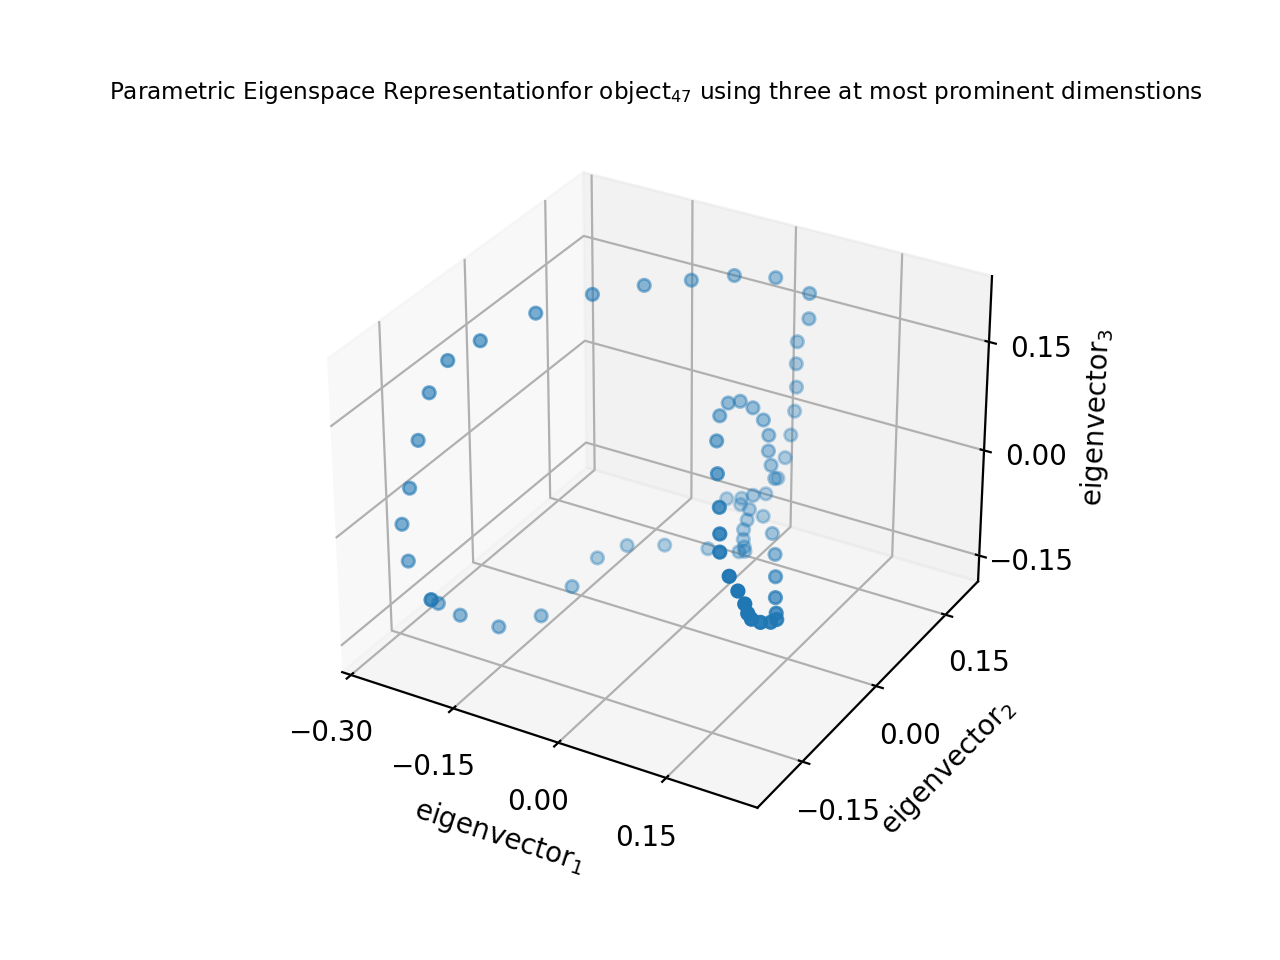 Parametric Eigenspace Representationfor object₄₇ using three at most prominent dimenstions
0.15
0.00
−0.15
eigenvector₃
0.15
0.00
−0.15
eigenvector₂
−0.30
−0.15
0.00
0.15
eigenvector₁